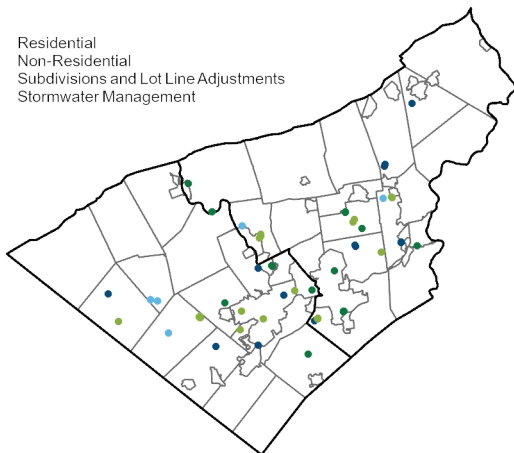 Residential
Non-Residential
Subdivisions and Lot Line Adjustments
Stormwater Management